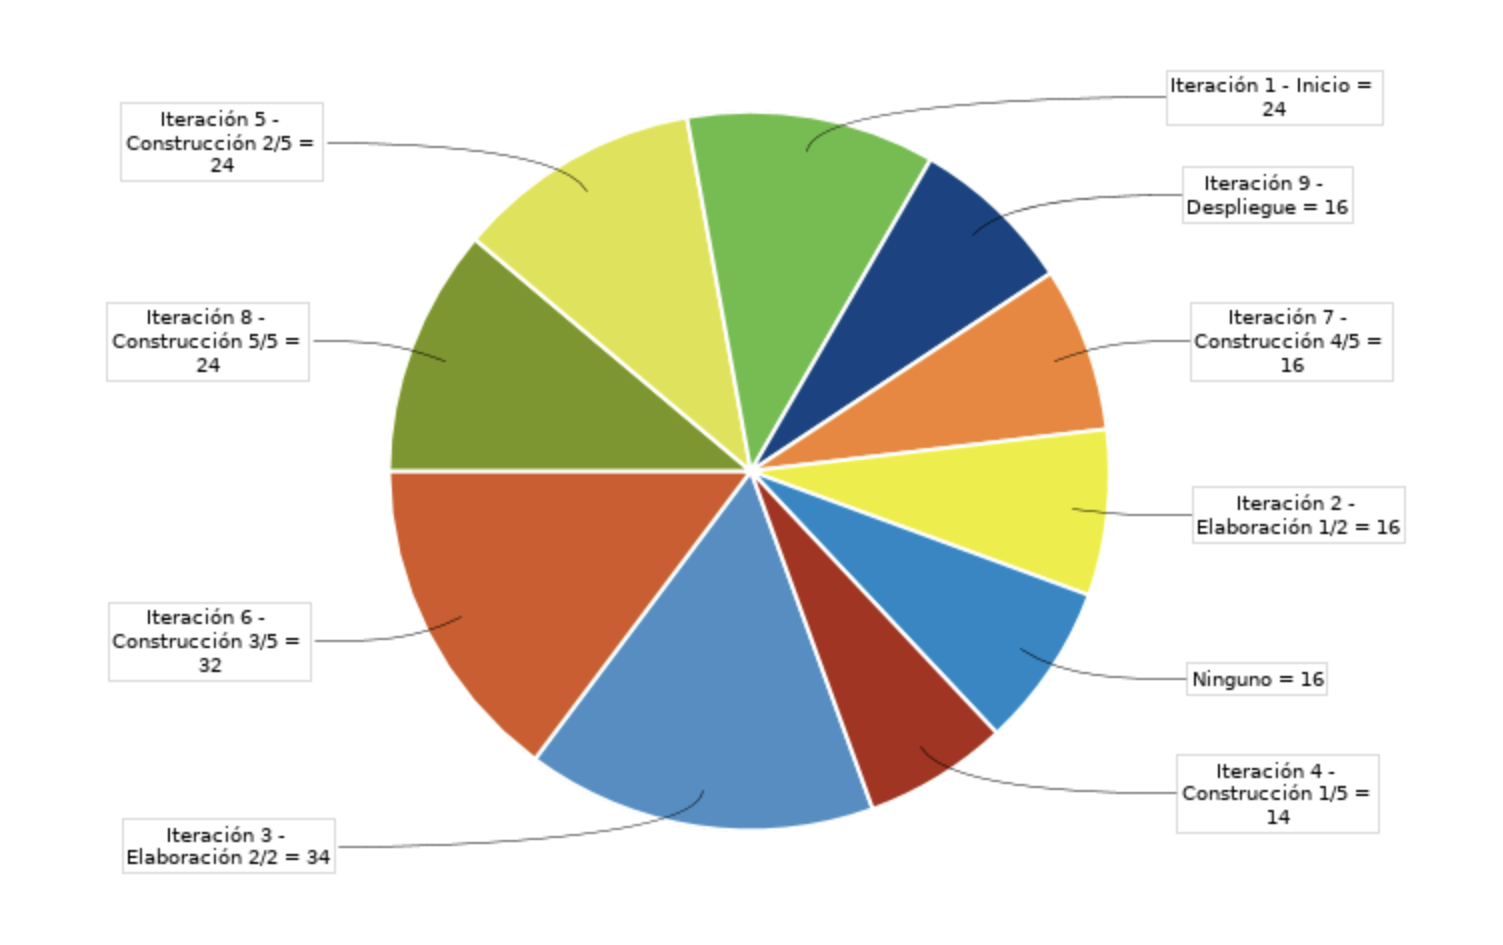 Iteración 5 -
Construcción 2/5 =
24
Iteración 8 -
Construcción 5/5 =
24
Iteración 6 -
Construcción 3/5 =
32
Iteración 3 -
Elaboración 2/2 = 34
Iteración 1 - Inicio =
24
Iteración 9 -
Despliegue = 16
Iteración 7 -
Construcción 4/5 =
16
Iteración 2 -
Elaboración 1/2 = 16
Ninguno = 16
Iteración 4 -
Construcción 1/5 =
14